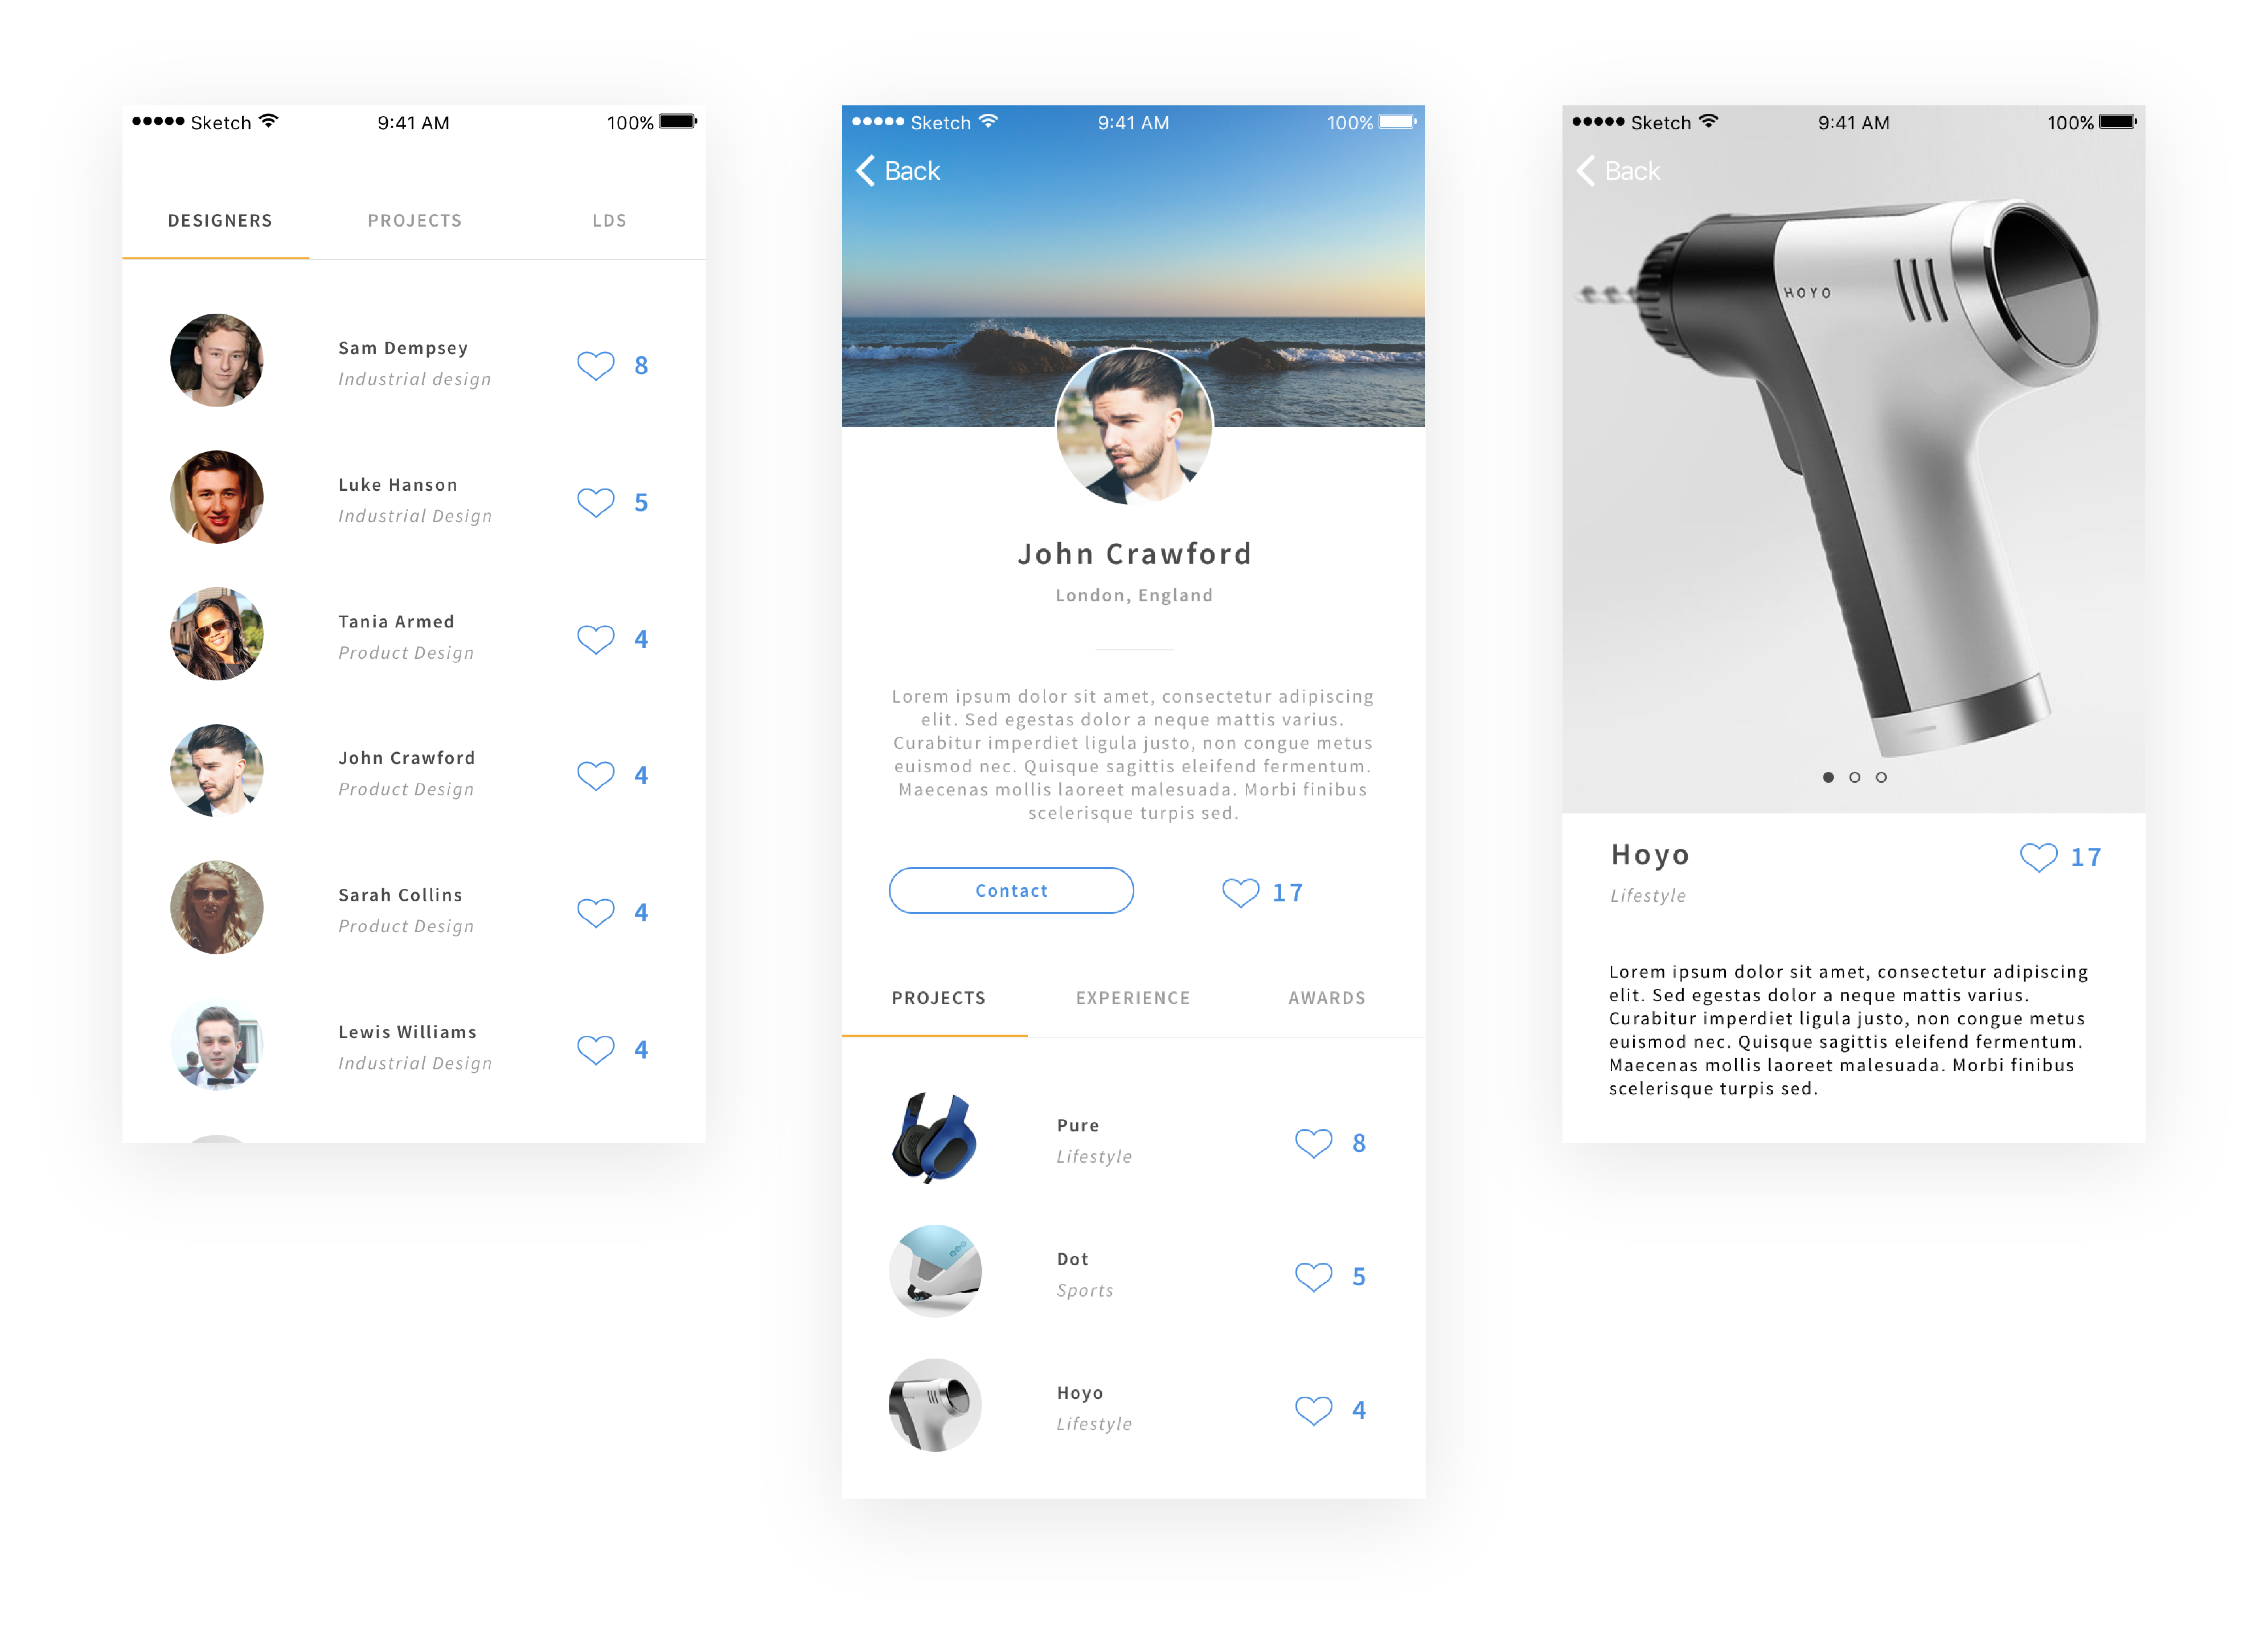 Sketch 9:41 AM 100%
DESIGNERS PROJECTS LDS
Sam Dempsey
Industrial design
8
Luke Hanson
Industrial Design
5
Tania Armed
Product Design
4
John Crawford
Product Design
4
Sarah Collins
Product Design
4
Lewis Williams
Industrial Design
4
Sketch 9:41 AM 100%
Back
John Crawford
London, England
Lorem ipsum dolor sit amet, consectetur adipiscing
elit. Sed egestas dolor a neque mattis varius.
Curabitur imperdiet ligula justo, non congue metus
euismod nec. Quisque sagittis eleifend fermentum.
Maecenas mollis laoreet malesuada. Morbi finibus
scelerisque turpis sed.
Contact 17
PROJECTS EXPERIENCE AWARDS
Pure
Lifestyle
8
Dot
Sports
5
Hoyo
Lifestyle
4
Sketch 9:41 AM 100%
Back
HOYO
Hoyo
17
Lifestyle
Lorem ipsum dolor sit amet, consectetur adipiscing
elit. Sed egestas dolor a neque mattis varius.
Curabitur imperdiet ligula justo, non congue metus
euismod nec. Quisque sagittis eleifend fermentum.
Maecenas mollis laoreet malesuada. Morbi finibus
scelerisque turpis sed.